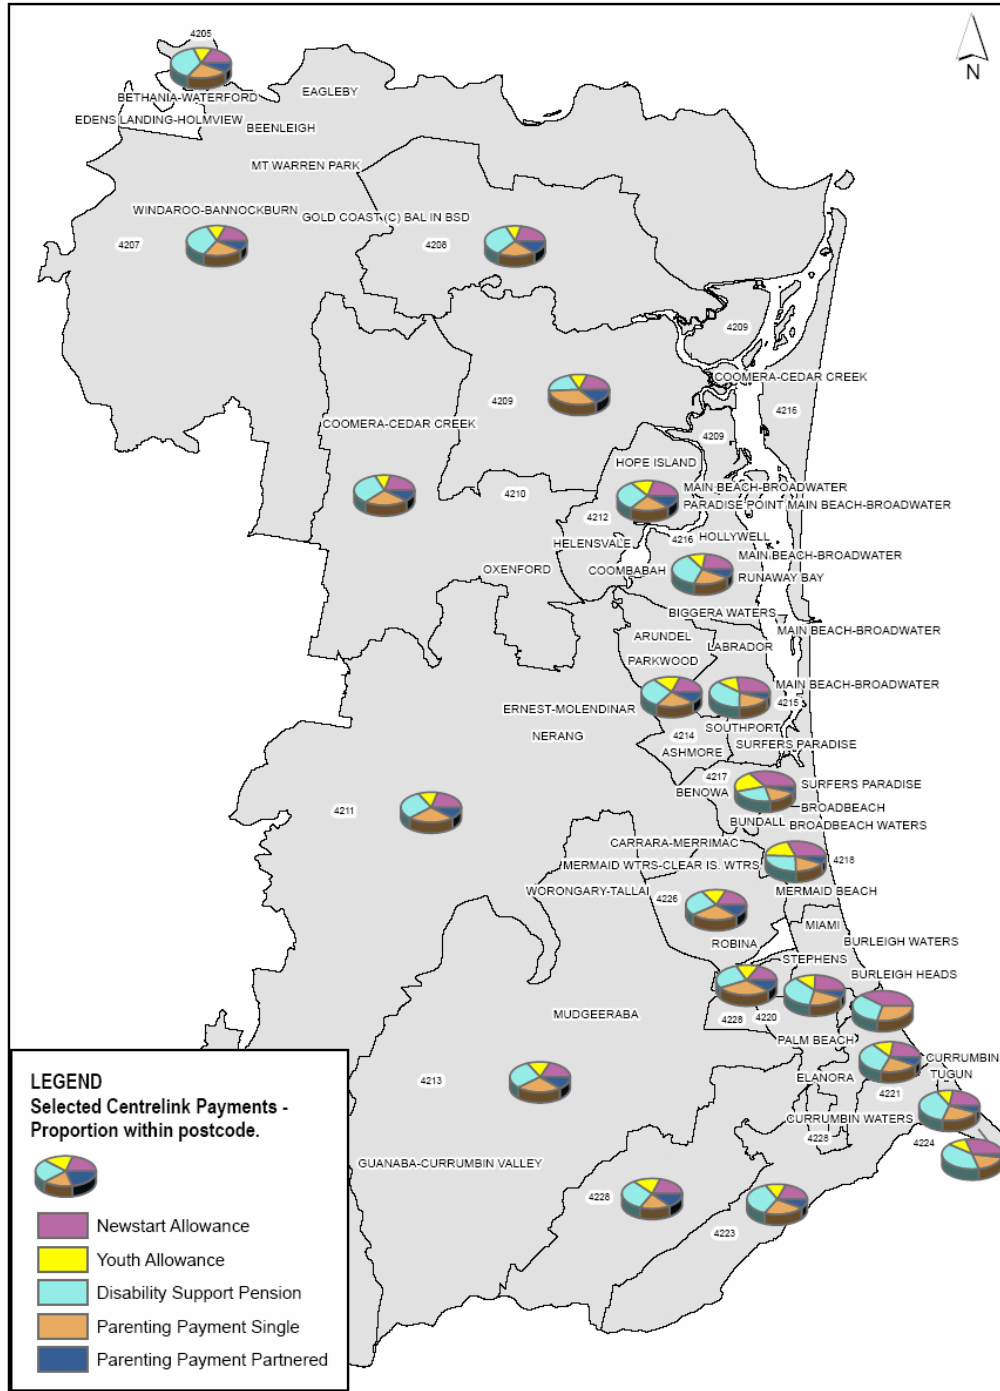 4205
N
EAGLEBY
BETHANIA-WATERFORD
EDENS LANDING-HOLMVIEW
BEENLEIGH
MT WARREN PARK
WINDAROO-BANNOCKBURN
GOLD COAST (C) BAL IN BSD
4207
4208
4209
COOMERA-CEDAR CREEK
4209
4216
COOMERA-CEDAR CREEK
4209
HOPE ISLAND
MAIN BEACH-BROADWATER
4210
PARADISE POINT MAIN BEACH-BROADWATER
4212
4216 HOLLYWELL
HELENSVALE
MAIN BEACH-BROADWATER
OXENFORD
COOMBABAH
RUNAWAY BAY
BIGGERA WATERS
MAIN BEACH-BROADWATER
ARUNDEL
LABRADOR
PARKWOOD
MAIN BEACH-BROADWATER
4215
ERNEST-MOLENDINAR
SOUTHPORT
NERANG
4214
SURFERS PARADISE
ASHMORE
4217
SURFERS PARADISE
BENOWA
BROADBEACH
4211
BUNDALL
BROADBEACH WATERS
CARRARA-MERRIMAC
4218
MERMAID WTRS-CLEAR IS. WTRS
WORONGARY-TALLAI
4226
MERMAID BEACH
MIAMI
ROBINA
BURLEIGH WATERS
STEPHENS
BURLEIGH HEADS
MUDGEERABA
4228
4220
PALM BEACH
CURRUMBIN
TUGUN
4213
ELANORA
4221
CURRUMBIN WATERS
4228
4224
GUANABA-CURRUMBIN VALLEY
4228
4223
LEGEND
Selected Centrelink Payments -
Proportion within postcode.
Newstart Allowance
Youth Allowance
Disability Support Pension
Parenting Payment Single
Parenting Payment Partnered